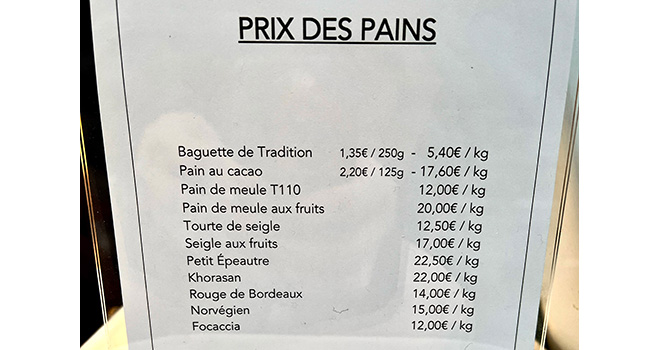 PRIX DES PAINS
Baguette de Tradition 1,35€ / 250g - 5,40€ / kg
Pain au cacao 2,20€ / 125g - 17,60€ / kg
Pain de meule T110 12,00€ / kg
Pain de meule aux fruits 20,00€ / kg
Tourte de seigle 12,50€ / kg
Seigle aux fruits 17,00€ / kg
Petit Épeautre 22,50€ / kg
Khorasan 22,00€ / kg
Rouge de Bordeaux 14,00€ / kg
Norvégien 15,00€ / kg
Focaccia 12,00€ / kg